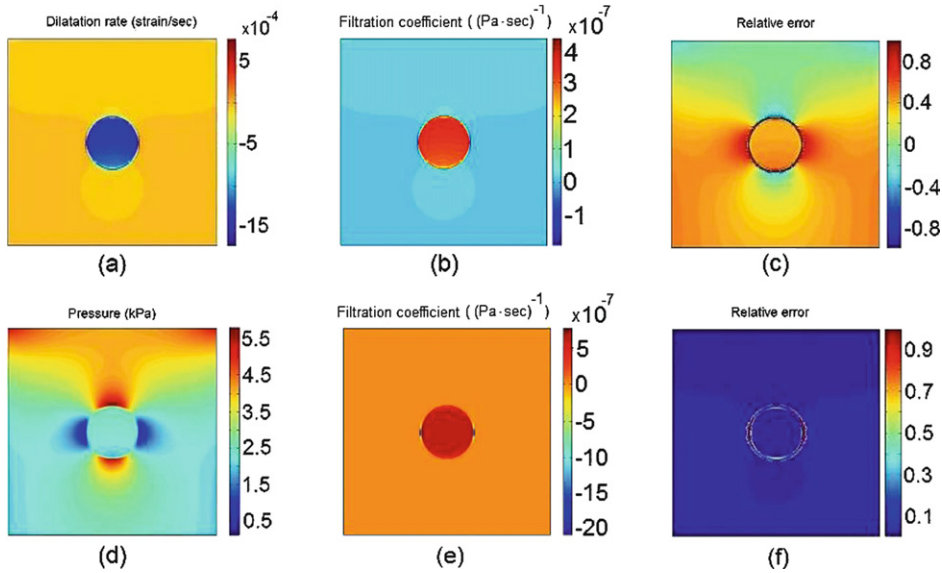 Dilatation rate (strain/sec)
×10⁻⁴
5
-5
-15
(a)
Filtration coefficient ( (Pa·sec)⁻¹
×10⁻⁷
4
3
2
1
0
-1
(b)
Relative error
0.8
0.4
0
-0.4
-0.8
(c)
Pressure (kPa)
5.5
4.5
3.5
2.5
1.5
0.5
(d)
Filtration coefficient ( (Pa·sec)⁻¹
×10⁻⁷
5
0
-5
-10
-15
-20
(e)
Relative error
0.9
0.7
0.5
0.3
0.1
(f)